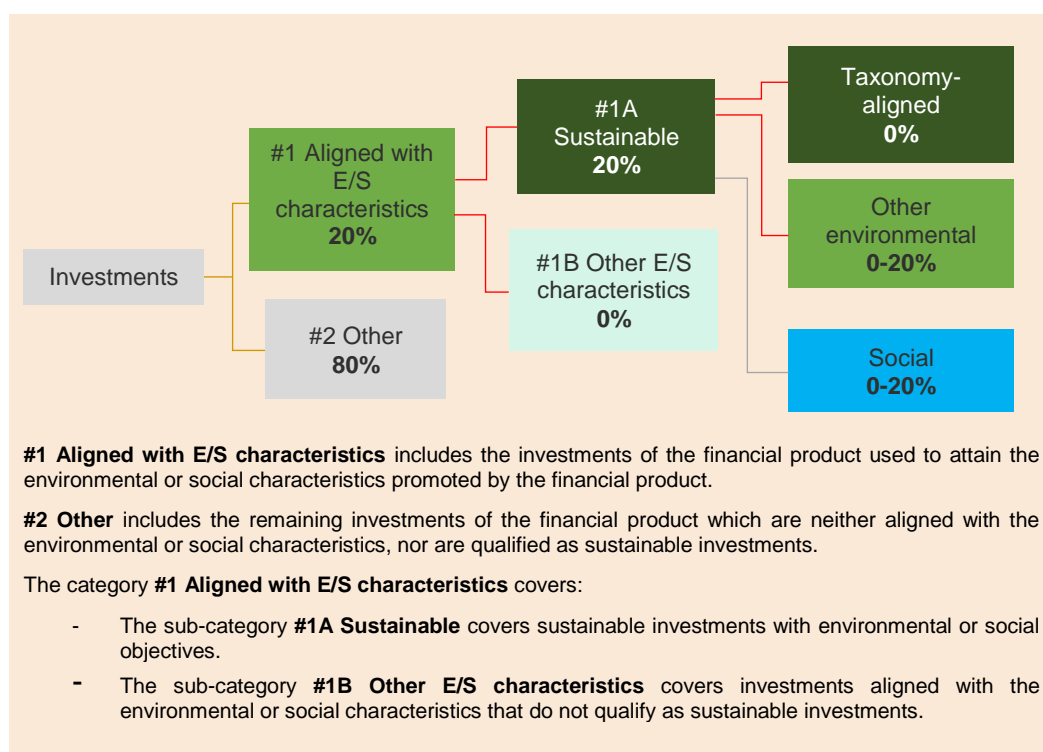 Investments
#1 Aligned with
E/S
characteristics
20%
#2 Other
80%
#1A
Sustainable
20%
#1B Other E/S
characteristics
0%
Taxonomy-
aligned
0%
Other
environmental
0-20%
Social
0-20%
#1 Aligned with E/S characteristics includes the investments of the financial product used to attain the
environmental or social characteristics promoted by the financial product.
#2 Other includes the remaining investments of the financial product which are neither aligned with the
environmental or social characteristics, nor are qualified as sustainable investments.
The category #1 Aligned with E/S characteristics covers:
- The sub-category #1A Sustainable covers sustainable investments with environmental or social
objectives.
- The sub-category #1B Other E/S characteristics covers investments aligned with the
environmental or social characteristics that do not qualify as sustainable investments.